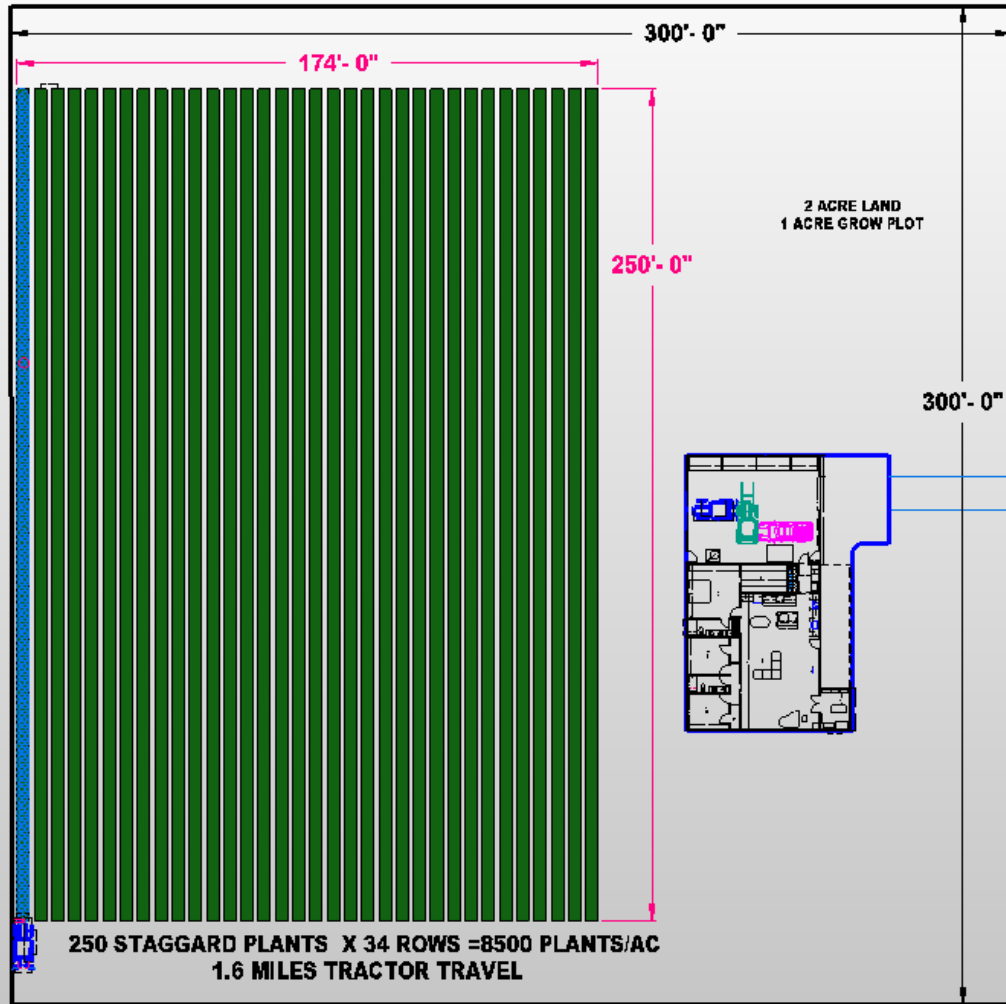 300'- 0"
174'- 0"
2 ACRE LAND
1 ACRE GROW PLOT
250'- 0"
300'- 0"
250 STAGGARD PLANTS X 34 ROWS =8500 PLANTS/AC
1.6 MILES TRACTOR TRAVEL